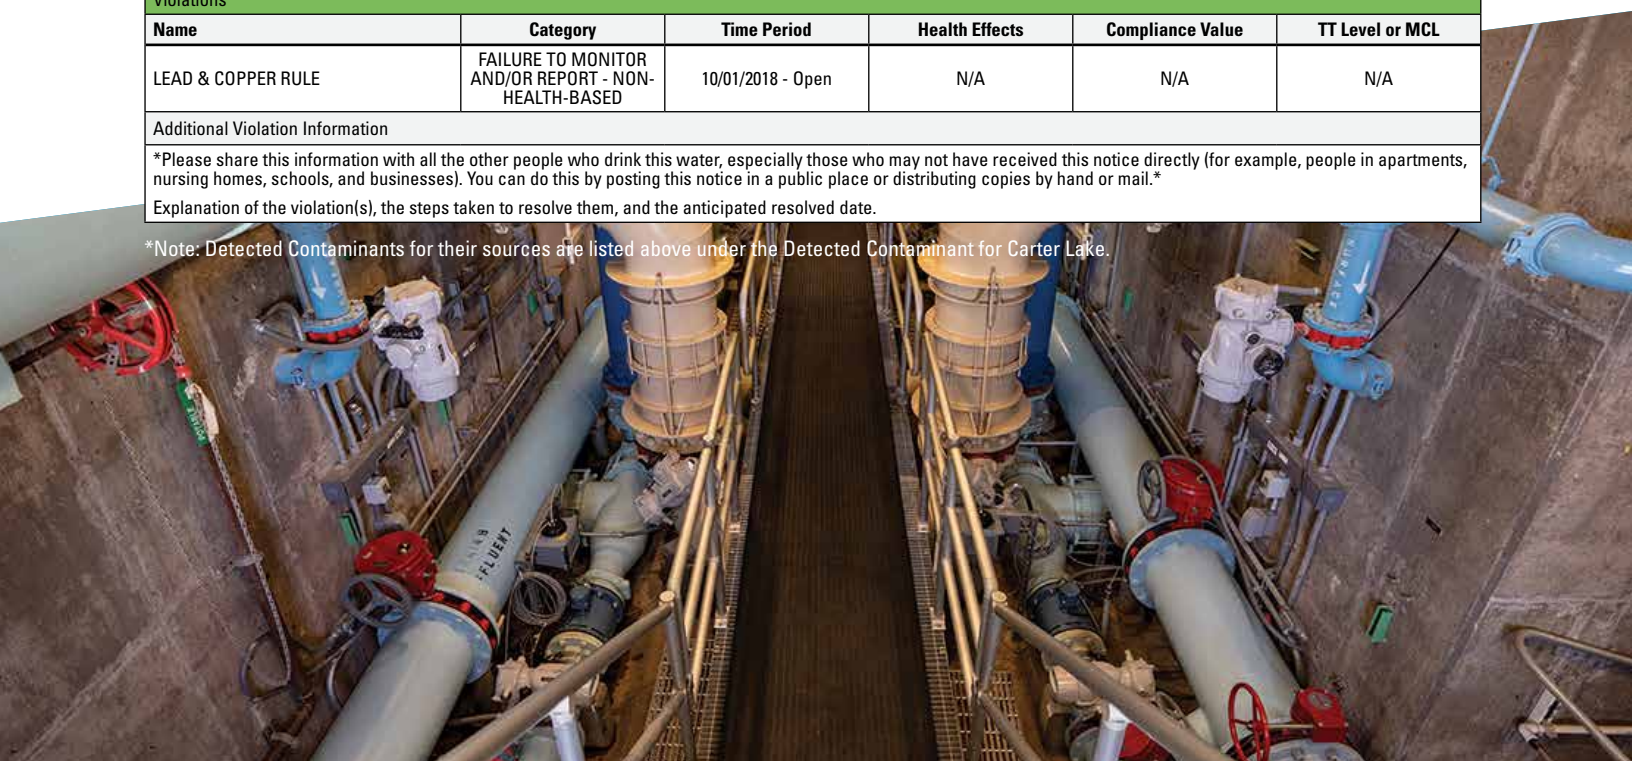 Violations
Name Category Time Period Health Effects Compliance Value TT Level or MCL
LEAD & COPPER RULE
FAILURE TO MONITOR
AND/OR REPORT - NON-
HEALTH-BASED
10/01/2018 - Open N/A N/A N/A
Additional Violation Information
*Please share this information with all the other people who drink this water, especially those who may not have received this notice directly (for example, people in apartments,
nursing homes, schools, and businesses). You can do this by posting this notice in a public place or distributing copies by hand or mail.*
Explanation of the violation(s), the steps taken to resolve them, and the anticipated resolved date.
*Note: Detected Contaminants for their sources are listed above under the Detected Contaminant for Carter Lake.
SURFACE
POTABLE
FLUENT